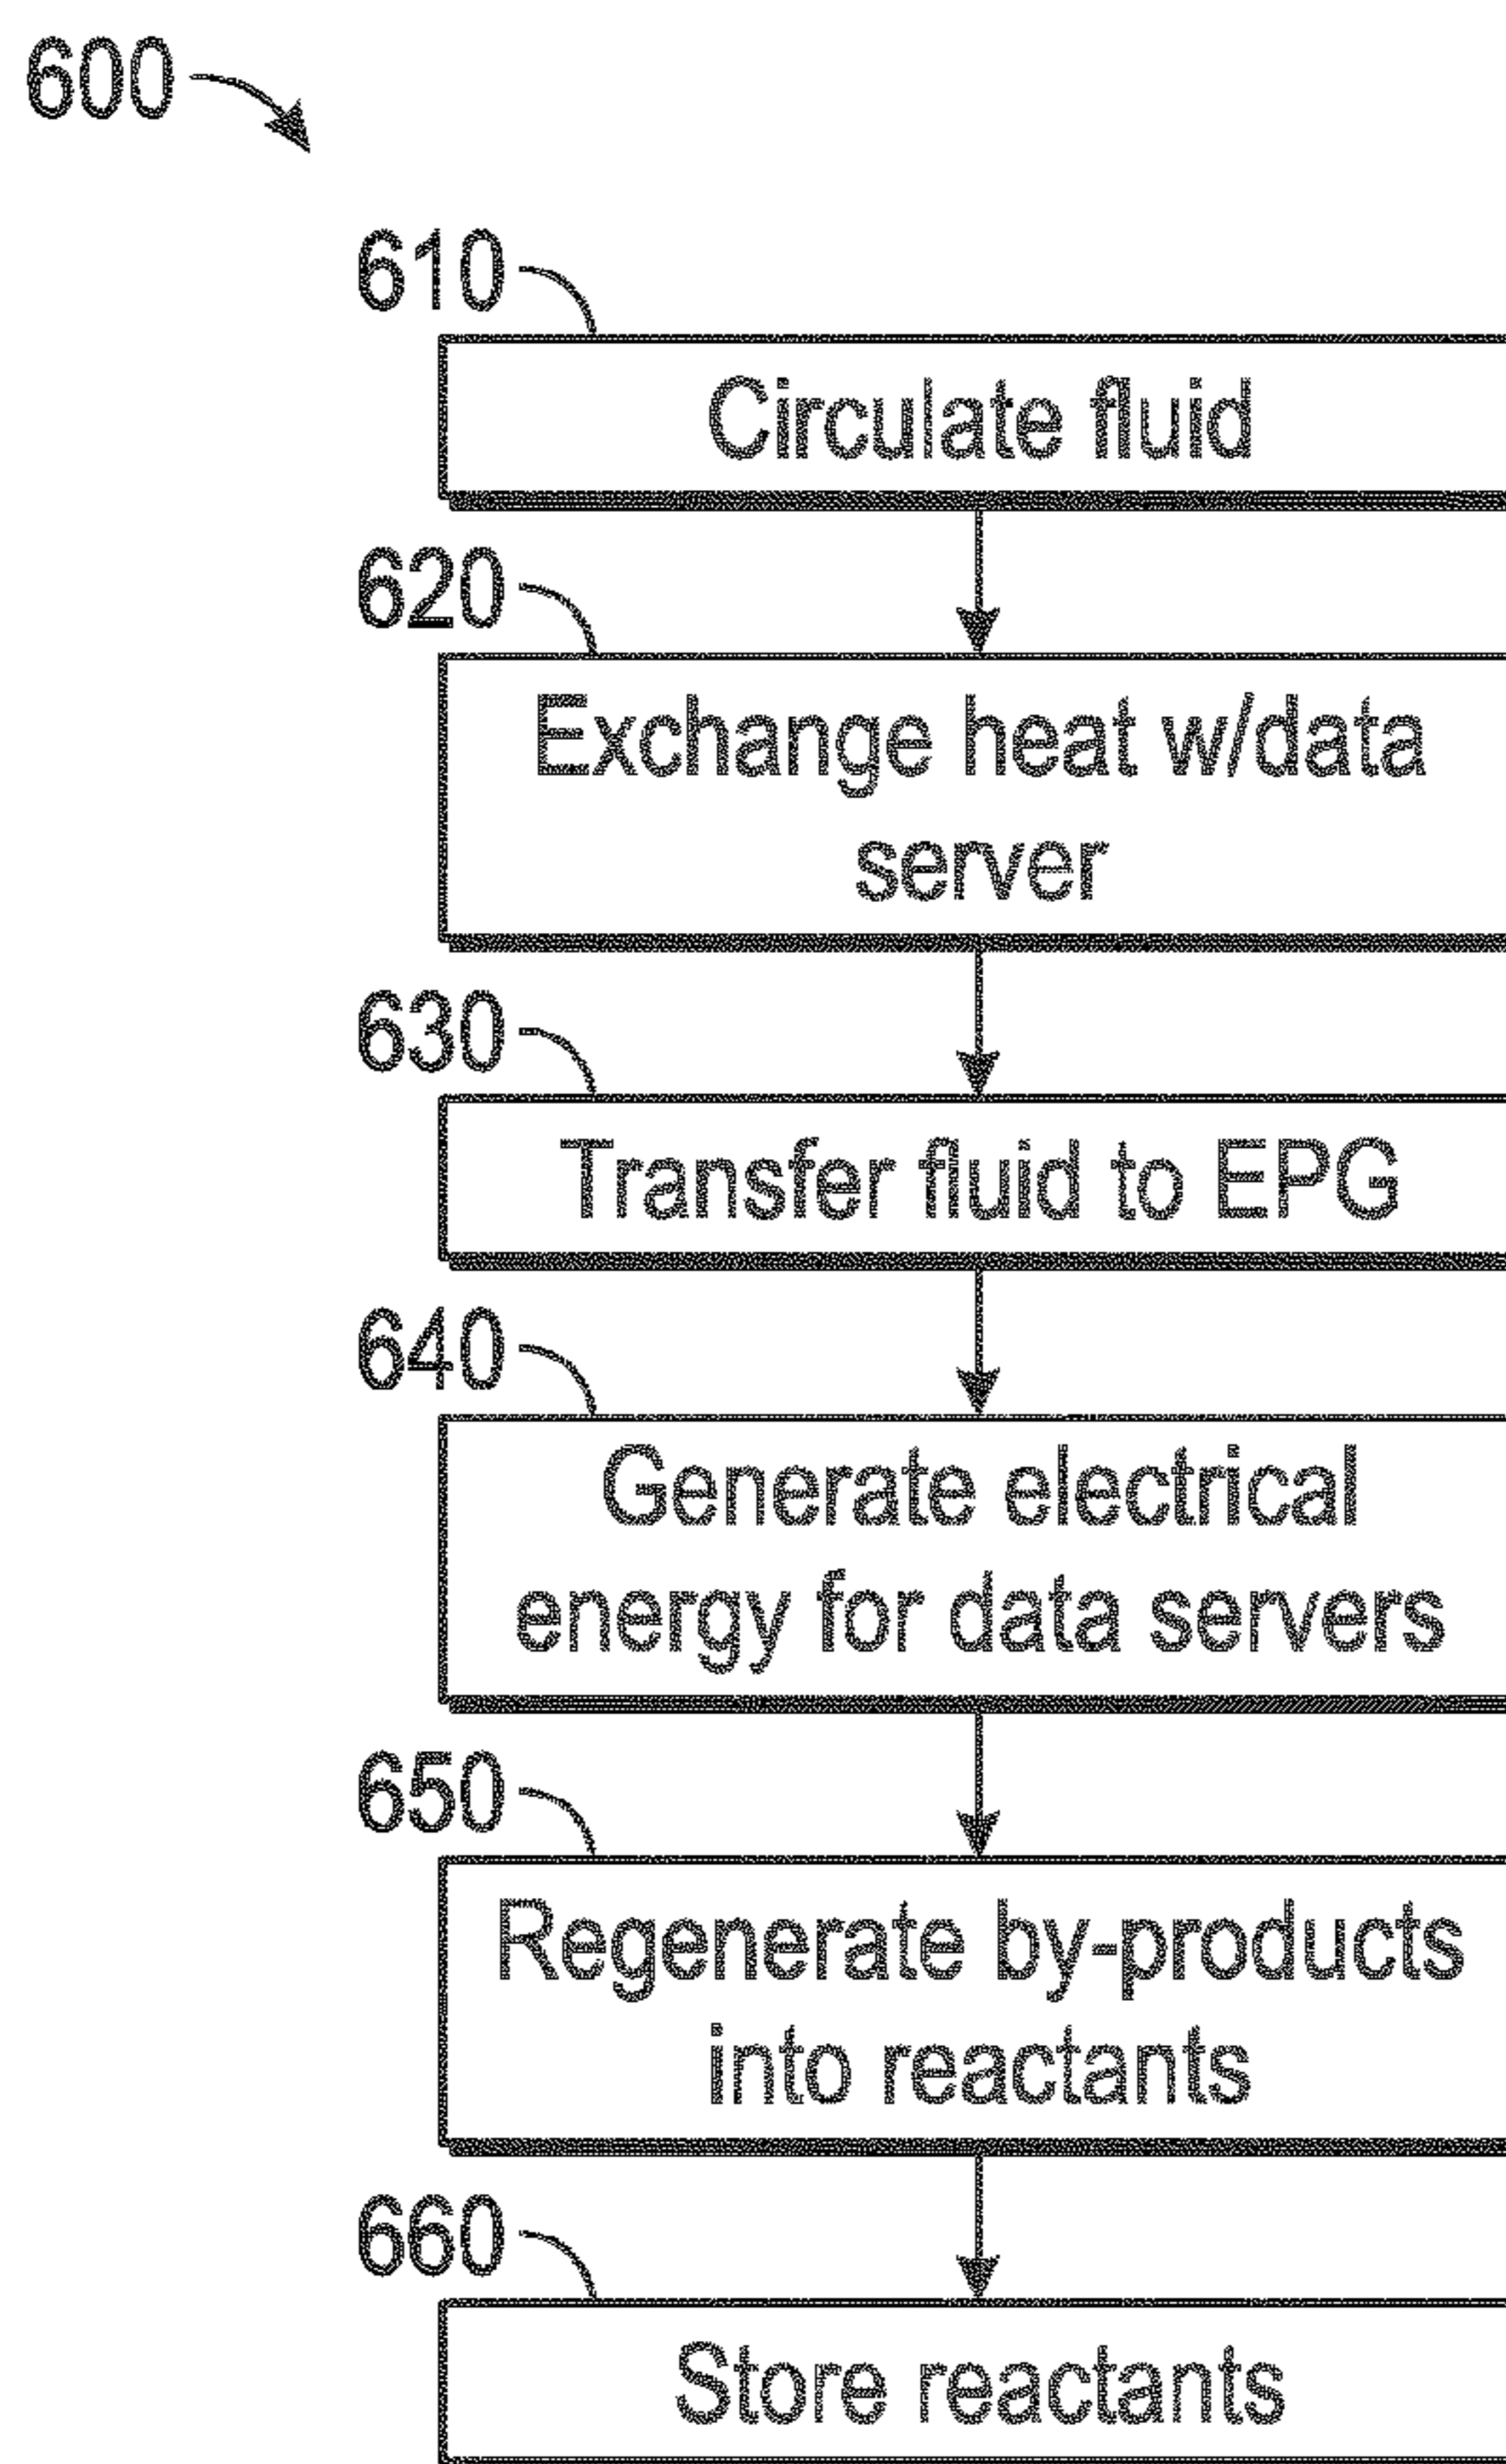 600
610
Circulate fluid
620
Exchange heat w/data
server
630
Transfer fluid to EPG
640
Generate electrical
energy for data servers
650
Regenerate by-products
into reactants
660
Store reactants